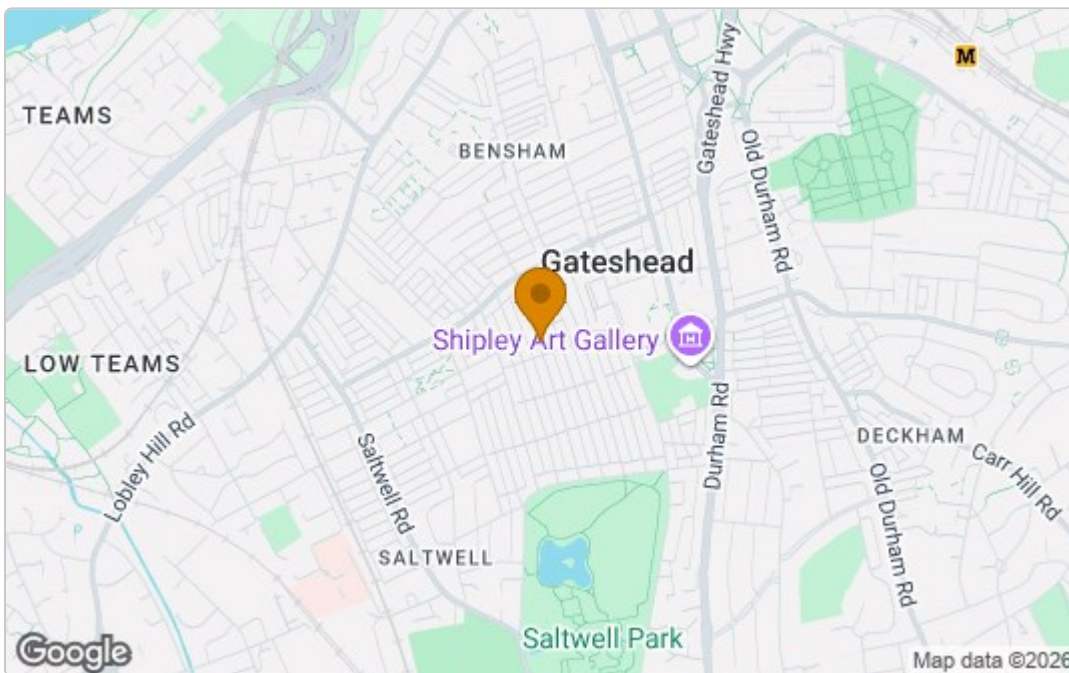 TEAMS
BENSHAM
Gateshead Hwy
M
Old Durham Rd
Gateshead
Shipley Art Gallery
LOW TEAMS
Lobley Hill Rd
Saltwell Rd
Durham Rd
DECKHAM
Carr Hill Rd
Old Durham Rd
SALTWELL
Saltwell Park
Google
Map data ©2026